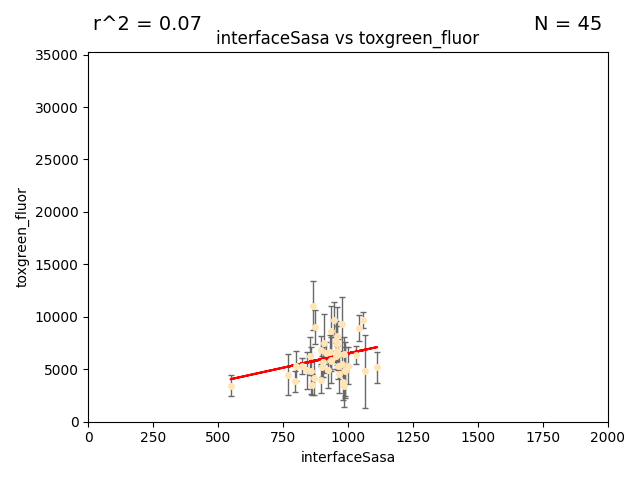 r^2 = 0.07
N = 45
interfaceSasa vs toxgreen_fluor
35000
30000
25000
20000
15000
10000
5000
0
toxgreen_fluor
0 250 500 750 1000 1250 1500 1750 2000
interfaceSasa